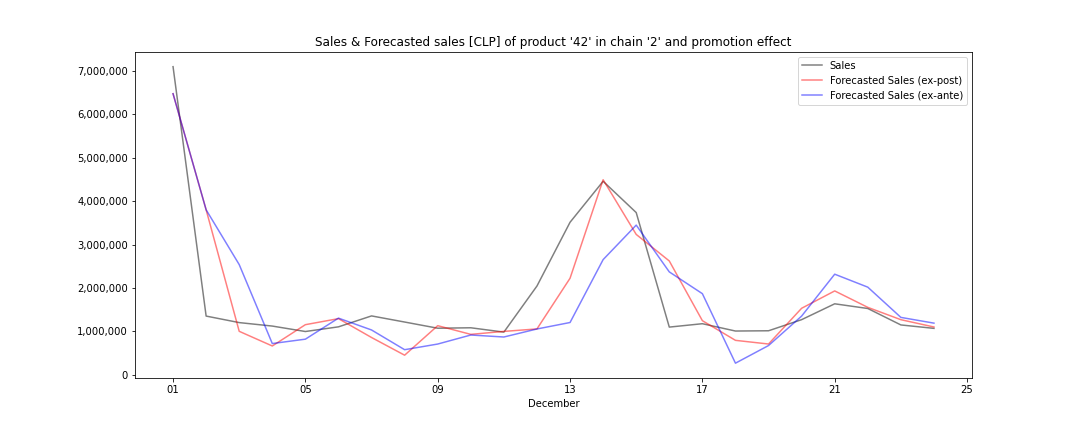 Sales & Forecasted sales [CLP] of product '42' in chain '2' and promotion effect
Sales
Forecasted Sales (ex-post)
Forecasted Sales (ex-ante)
7,000,000
6,000,000
5,000,000
4,000,000
3,000,000
2,000,000
1,000,000
0
01 05 09 13 17 21 25
December